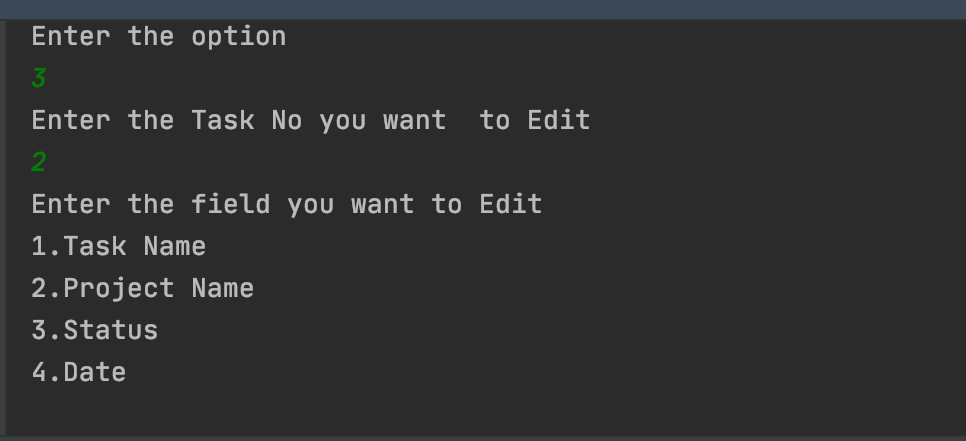 Enter the option
3
Enter the Task No you want  to Edit
2
Enter the field you want to Edit
1.Task Name
2.Project Name
3.Status
4.Date